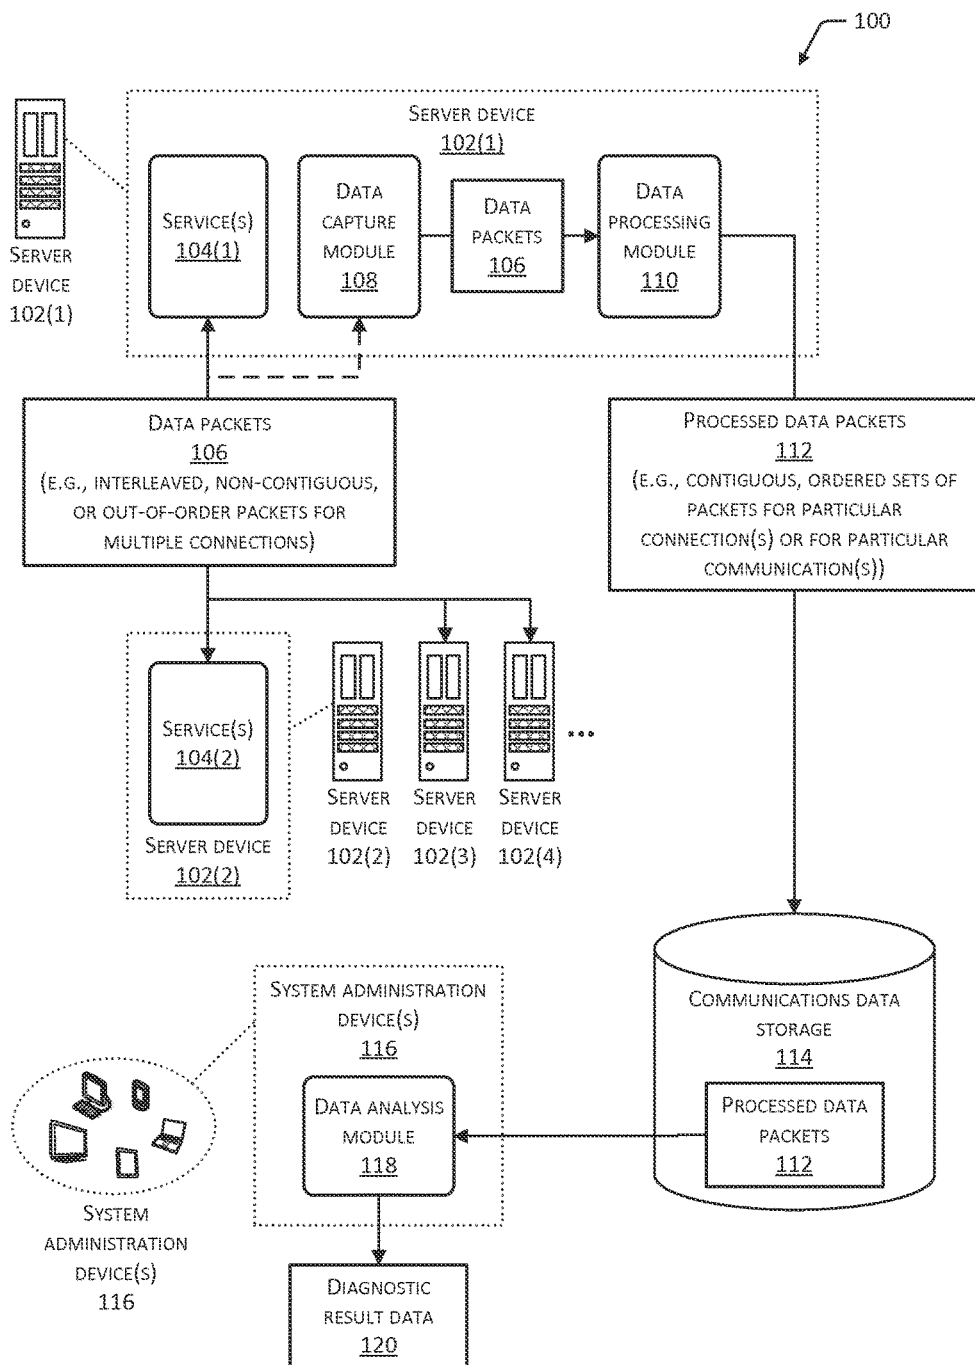 100
SERVER DEVICE
102(1)
SERVER
DEVICE
102(1)
SERVICE(S)
104(1)
DATA
CAPTURE
MODULE
108
DATA
PACKETS
106
DATA
PROCESSING
MODULE
110
DATA PACKETS
106
(E.G., INTERLEAVED, NON-CONTIGUOUS,
OR OUT-OF-ORDER PACKETS FOR
MULTIPLE CONNECTIONS)
PROCESSED DATA PACKETS
112
(E.G., CONTIGUOUS, ORDERED SETS OF
PACKETS FOR PARTICULAR
CONNECTION(S) OR FOR PARTICULAR
COMMUNICATION(S))
SERVICE(S)
104(2)
SERVER DEVICE
102(2)
SERVER
DEVICE
102(2)
SERVER
DEVICE
102(3)
SERVER
DEVICE
102(4)
...
COMMUNICATIONS DATA
STORAGE
114
PROCESSED DATA
PACKETS
112
SYSTEM ADMINISTRATION
DEVICE(S)
116
DATA ANALYSIS
MODULE
118
SYSTEM
ADMINISTRATION
DEVICE(S)
116
DIAGNOSTIC
RESULT DATA
120